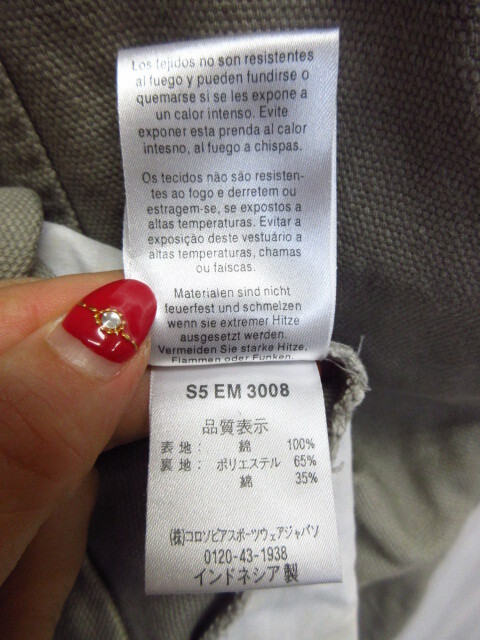 Los tejidos no son resistentes
al fuego y pueden fundirse o
quemarse si se les expone a
un calor intenso. Evite
exponer esta prenda al calor
intesno, al fuego a chispas.
Os tecidos não são resisten-
tes ao fogo e derretem ou
estragem-se, se expostos a
altas temperaturas. Evitar a
exposição deste vestuário a
altas temperaturas, chamas
ou faíscas.
Materialen sind nicht
feuerfest und schmelzen
wenn sie extremer Hitze
ausgesetzt werden.
Vermeiden Sie starke Hitze,
Flammen oder Funken.
S5 EM 3008
品質表示
表地: 綿 100%
裏地: ポリエステル 65%
綿 35%
(株)コロンビアスポーツウェアジャパン
0120-43-1938
インドネシア製